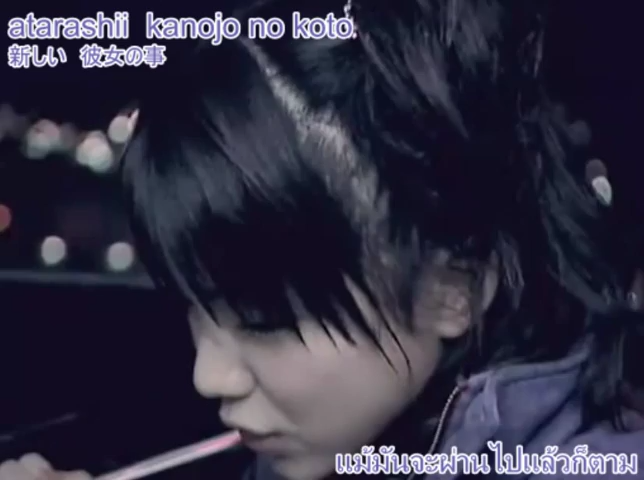 atarashii kanojo no koto
新しい 彼女の事
แม้มันจะผ่านไปแล้วก็ตาม